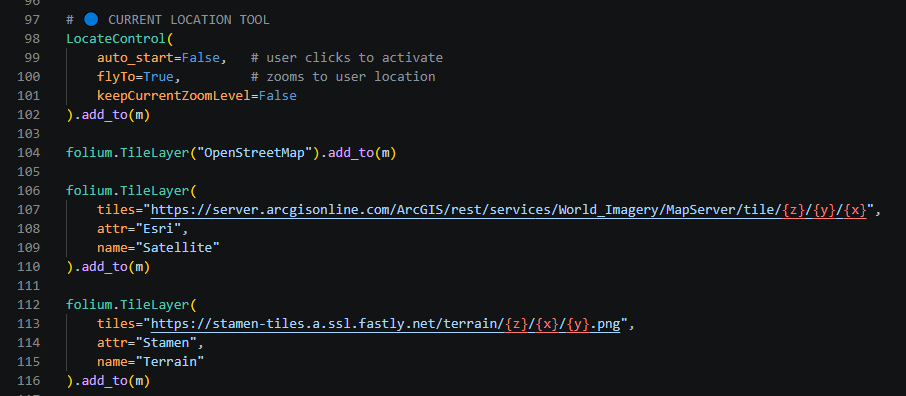 96
97 # 🔵 CURRENT LOCATION TOOL
98 LocateControl(
99     auto_start=False,   # user clicks to activate
100     flyTo=True,         # zooms to user location
101     keepCurrentZoomLevel=False
102 ).add_to(m)
103
104 folium.TileLayer("OpenStreetMap").add_to(m)
105
106 folium.TileLayer(
107     tiles="https://server.arcgisonline.com/ArcGIS/rest/services/World_Imagery/MapServer/tile/{z}/{y}/{x}",
108     attr="Esri",
109     name="Satellite"
110 ).add_to(m)
111
112 folium.TileLayer(
113     tiles="https://stamen-tiles.a.ssl.fastly.net/terrain/{z}/{x}/{y}.png",
114     attr="Stamen",
115     name="Terrain"
116 ).add_to(m)